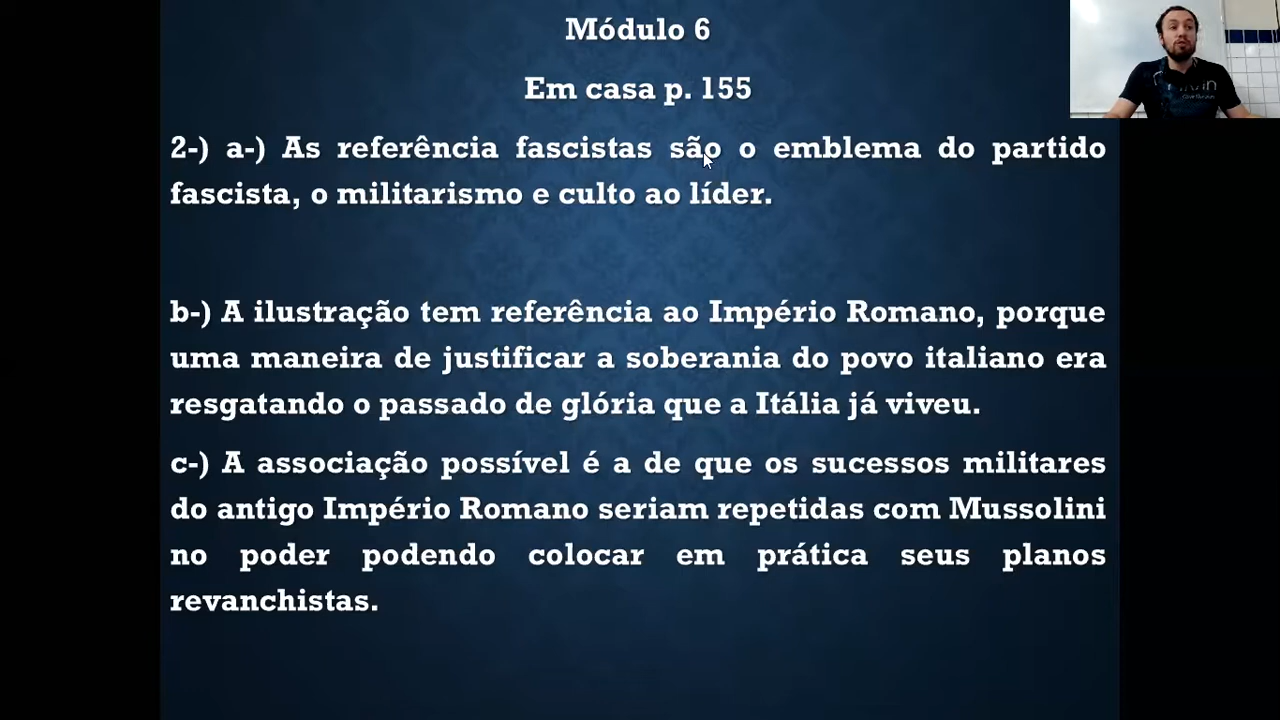 Módulo 6
Em casa p. 155
2-) a-) As referência fascistas são o emblema do partido
fascista, o militarismo e culto ao líder.
b-) A ilustração tem referência ao Império Romano, porque
uma maneira de justificar a soberania do povo italiano era
resgatando o passado de glória que a Itália já viveu.
c-) A associação possível é a de que os sucessos militares
do antigo Império Romano seriam repetidas com Mussolini
no poder podendo colocar em prática seus planos
revanchistas.